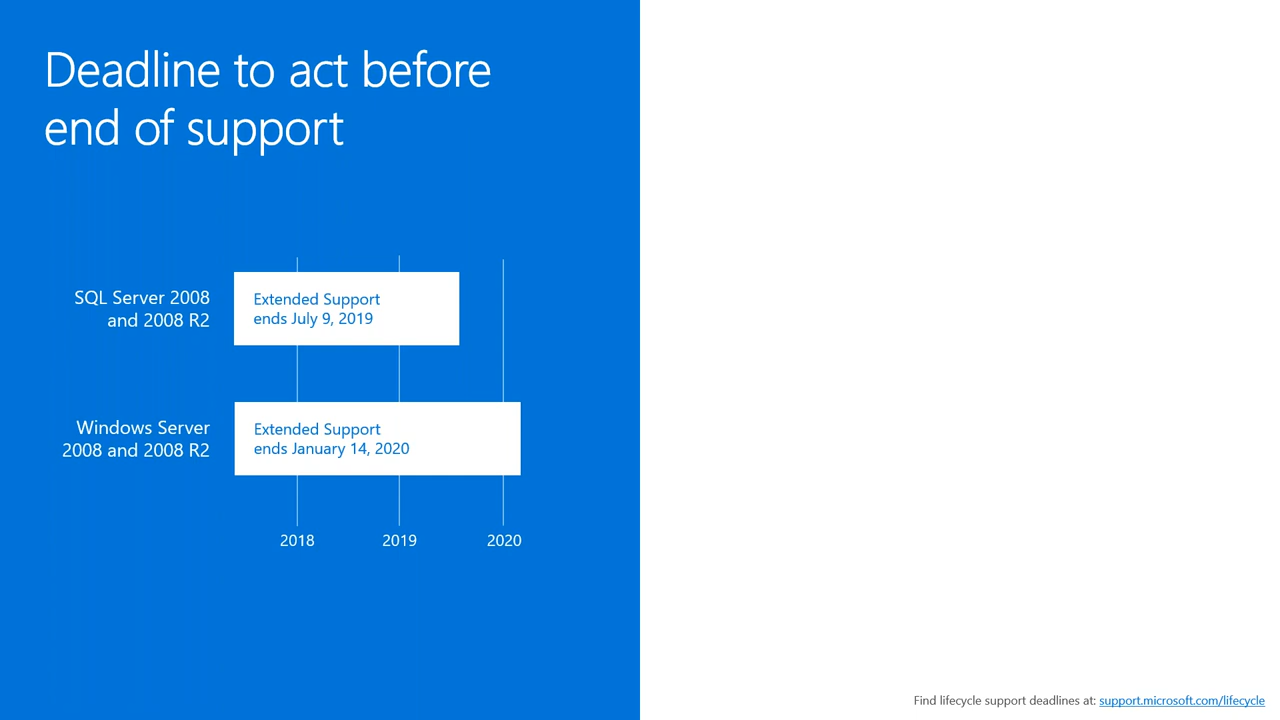 Deadline to act before
end of support
SQL Server 2008
and 2008 R2
Extended Support
ends July 9, 2019
Windows Server
2008 and 2008 R2
Extended Support
ends January 14, 2020
2018
2019
2020
Find lifecycle support deadlines at: support.microsoft.com/lifecycle